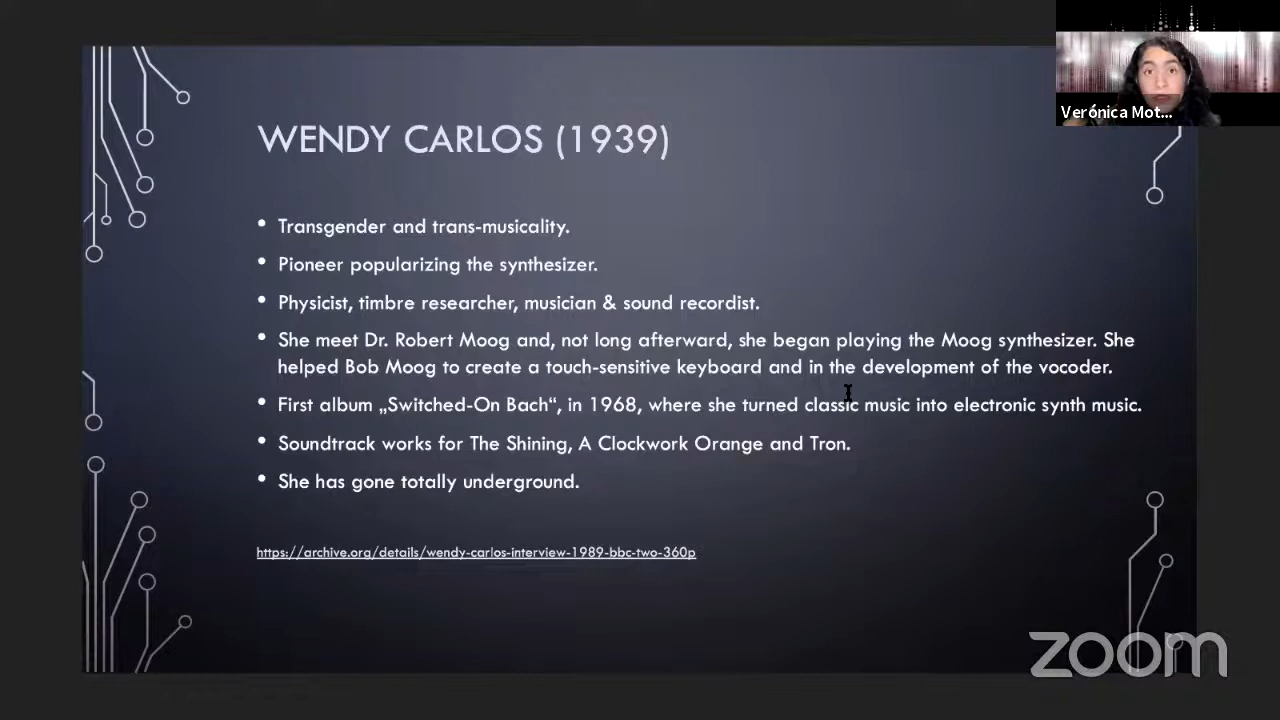 Verónica Mot...
WENDY CARLOS (1939)
• Transgender and trans-musicality.
• Pioneer popularizing the synthesizer.
• Physicist, timbre researcher, musician & sound recordist.
• She meet Dr. Robert Moog and, not long afterward, she began playing the Moog synthesizer. She
helped Bob Moog to create a touch-sensitive keyboard and in the development of the vocoder.
• First album „Switched-On Bach“, in 1968, where she turned classic music into electronic synth music.
• Soundtrack works for The Shining, A Clockwork Orange and Tron.
• She has gone totally underground.
https://archive.org/details/wendy-carlos-interview-1989-bbc-two-360p
zoom